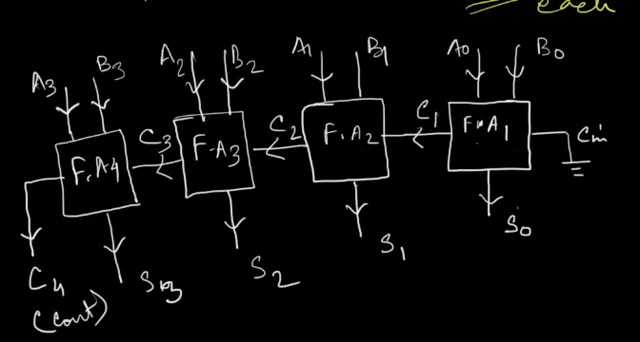 each
A3 B3 A2 B2 A1 B1 A0 B0
F.A4 C3 F.A3 C2 F.A2 C1 F.A1 Cin
C4 S3 S2 S1 S0
(Cout)